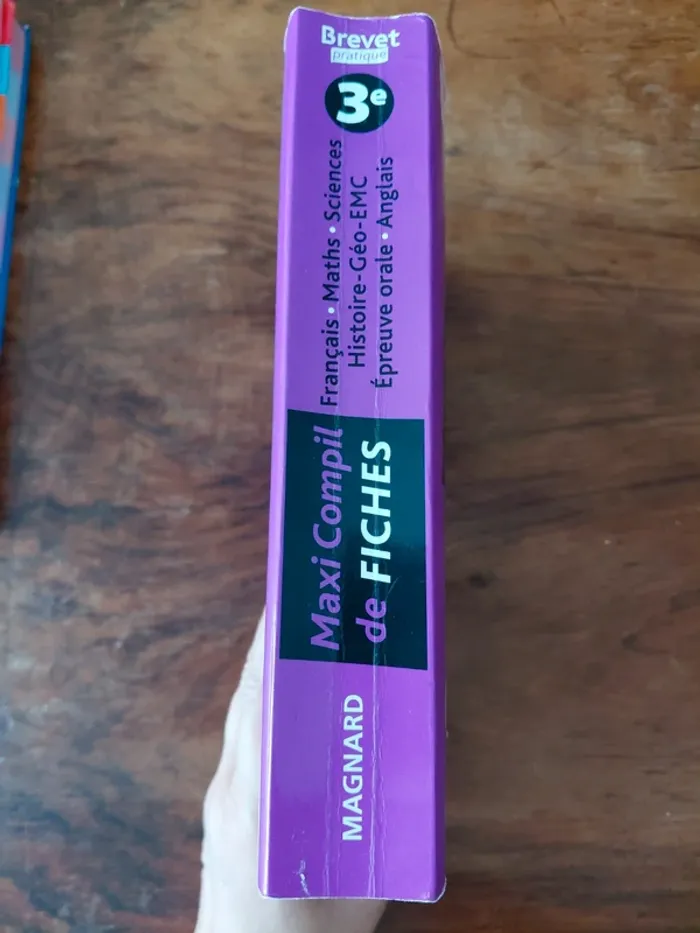 Brevet
pratique
3e
Français • Maths • Sciences
Histoire-Géo-EMC
Épreuve orale • Anglais
Maxi Compil
de FICHES
MAGNARD